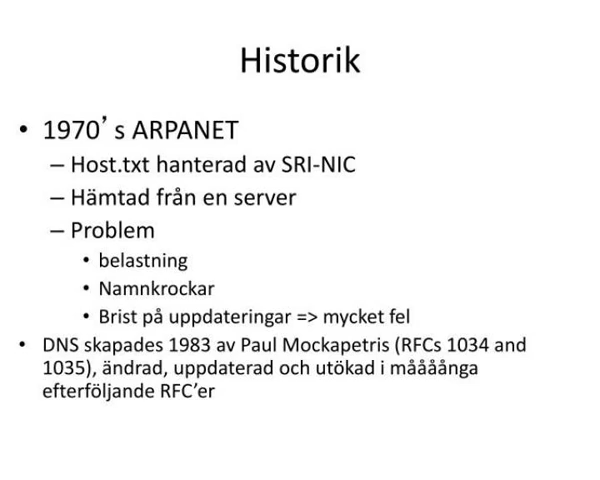 Historik
• 1970’s ARPANET
– Host.txt hanterad av SRI-NIC
– Hämtad från en server
– Problem
• belastning
• Namnkrockar
• Brist på uppdateringar => mycket fel
• DNS skapades 1983 av Paul Mockapetris (RFCs 1034 and
1035), ändrad, uppdaterad och utökad i måååånga
efterföljande RFC’er